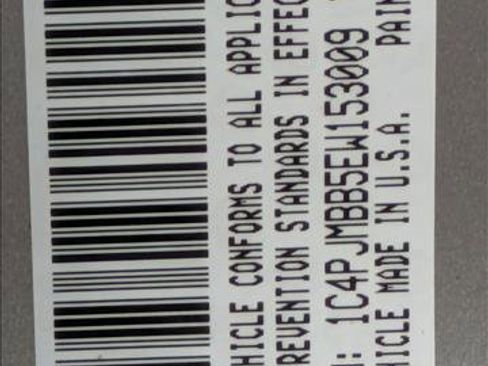 HICLE CONFORMS TO ALL APPLIC
REVENTION STANDARDS IN EFFEC
: 1C4PJMBB5EW153009
HICLE MADE IN U.S.A. PAIN